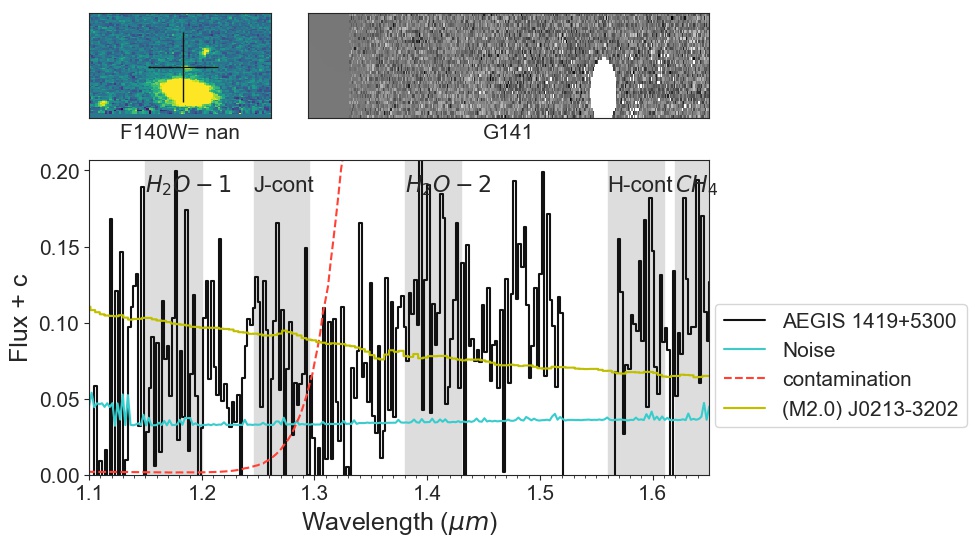 F140W= nan
G141
H₂O − 1
J-cont
H₂O − 2
H-cont
CH₄
0.20
0.15
0.10
0.05
0.00
Flux + c
1.1
1.2
1.3
1.4
1.5
1.6
Wavelength (μm)
AEGIS 1419+5300
Noise
contamination
(M2.0) J0213-3202